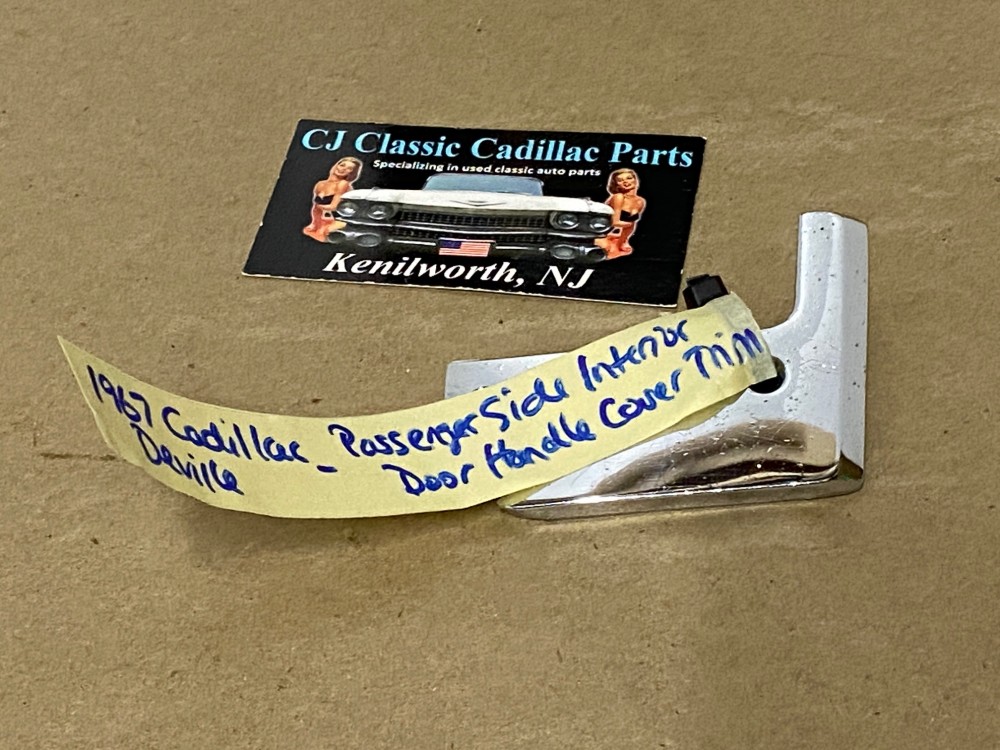 CJ Classic Cadillac Parts
Specializing in used classic auto parts
Kenilworth, NJ
1967 Cadillac - Passenger Side Interior
Deville Door Handle Cover Trim